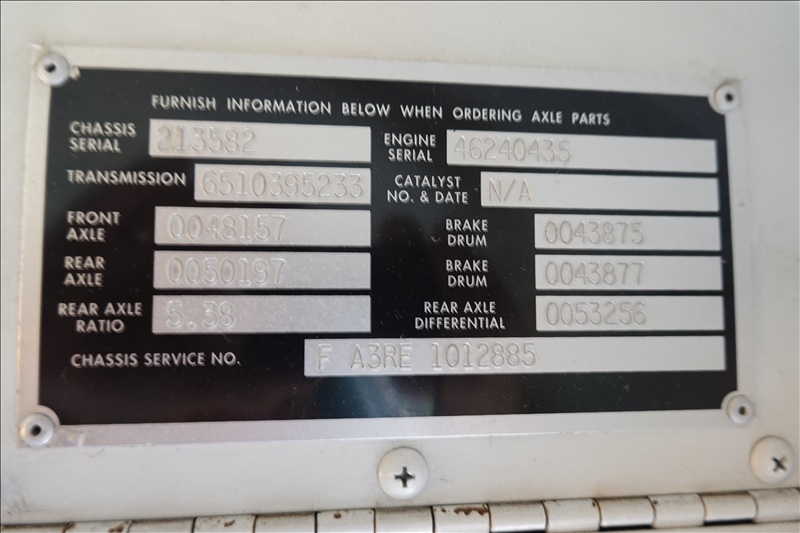 FURNISH INFORMATION BELOW WHEN ORDERING AXLE PARTS
CHASSIS SERIAL 213582 ENGINE SERIAL 46240435
TRANSMISSION 6510395233 CATALYST NO. & DATE N/A
FRONT AXLE 0048157 BRAKE DRUM 0043875
REAR AXLE 0050197 BRAKE DRUM 0043877
REAR AXLE RATIO 5.38 REAR AXLE DIFFERENTIAL 0053256
CHASSIS SERVICE NO. F A3RE 1012885